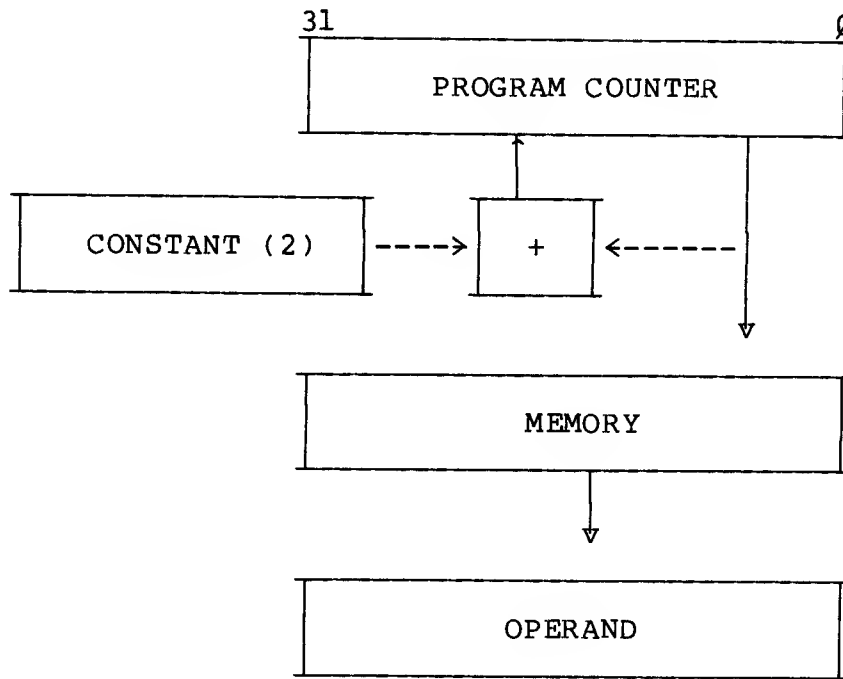 31 Ø
PROGRAM COUNTER
CONSTANT (2) +
MEMORY
OPERAND